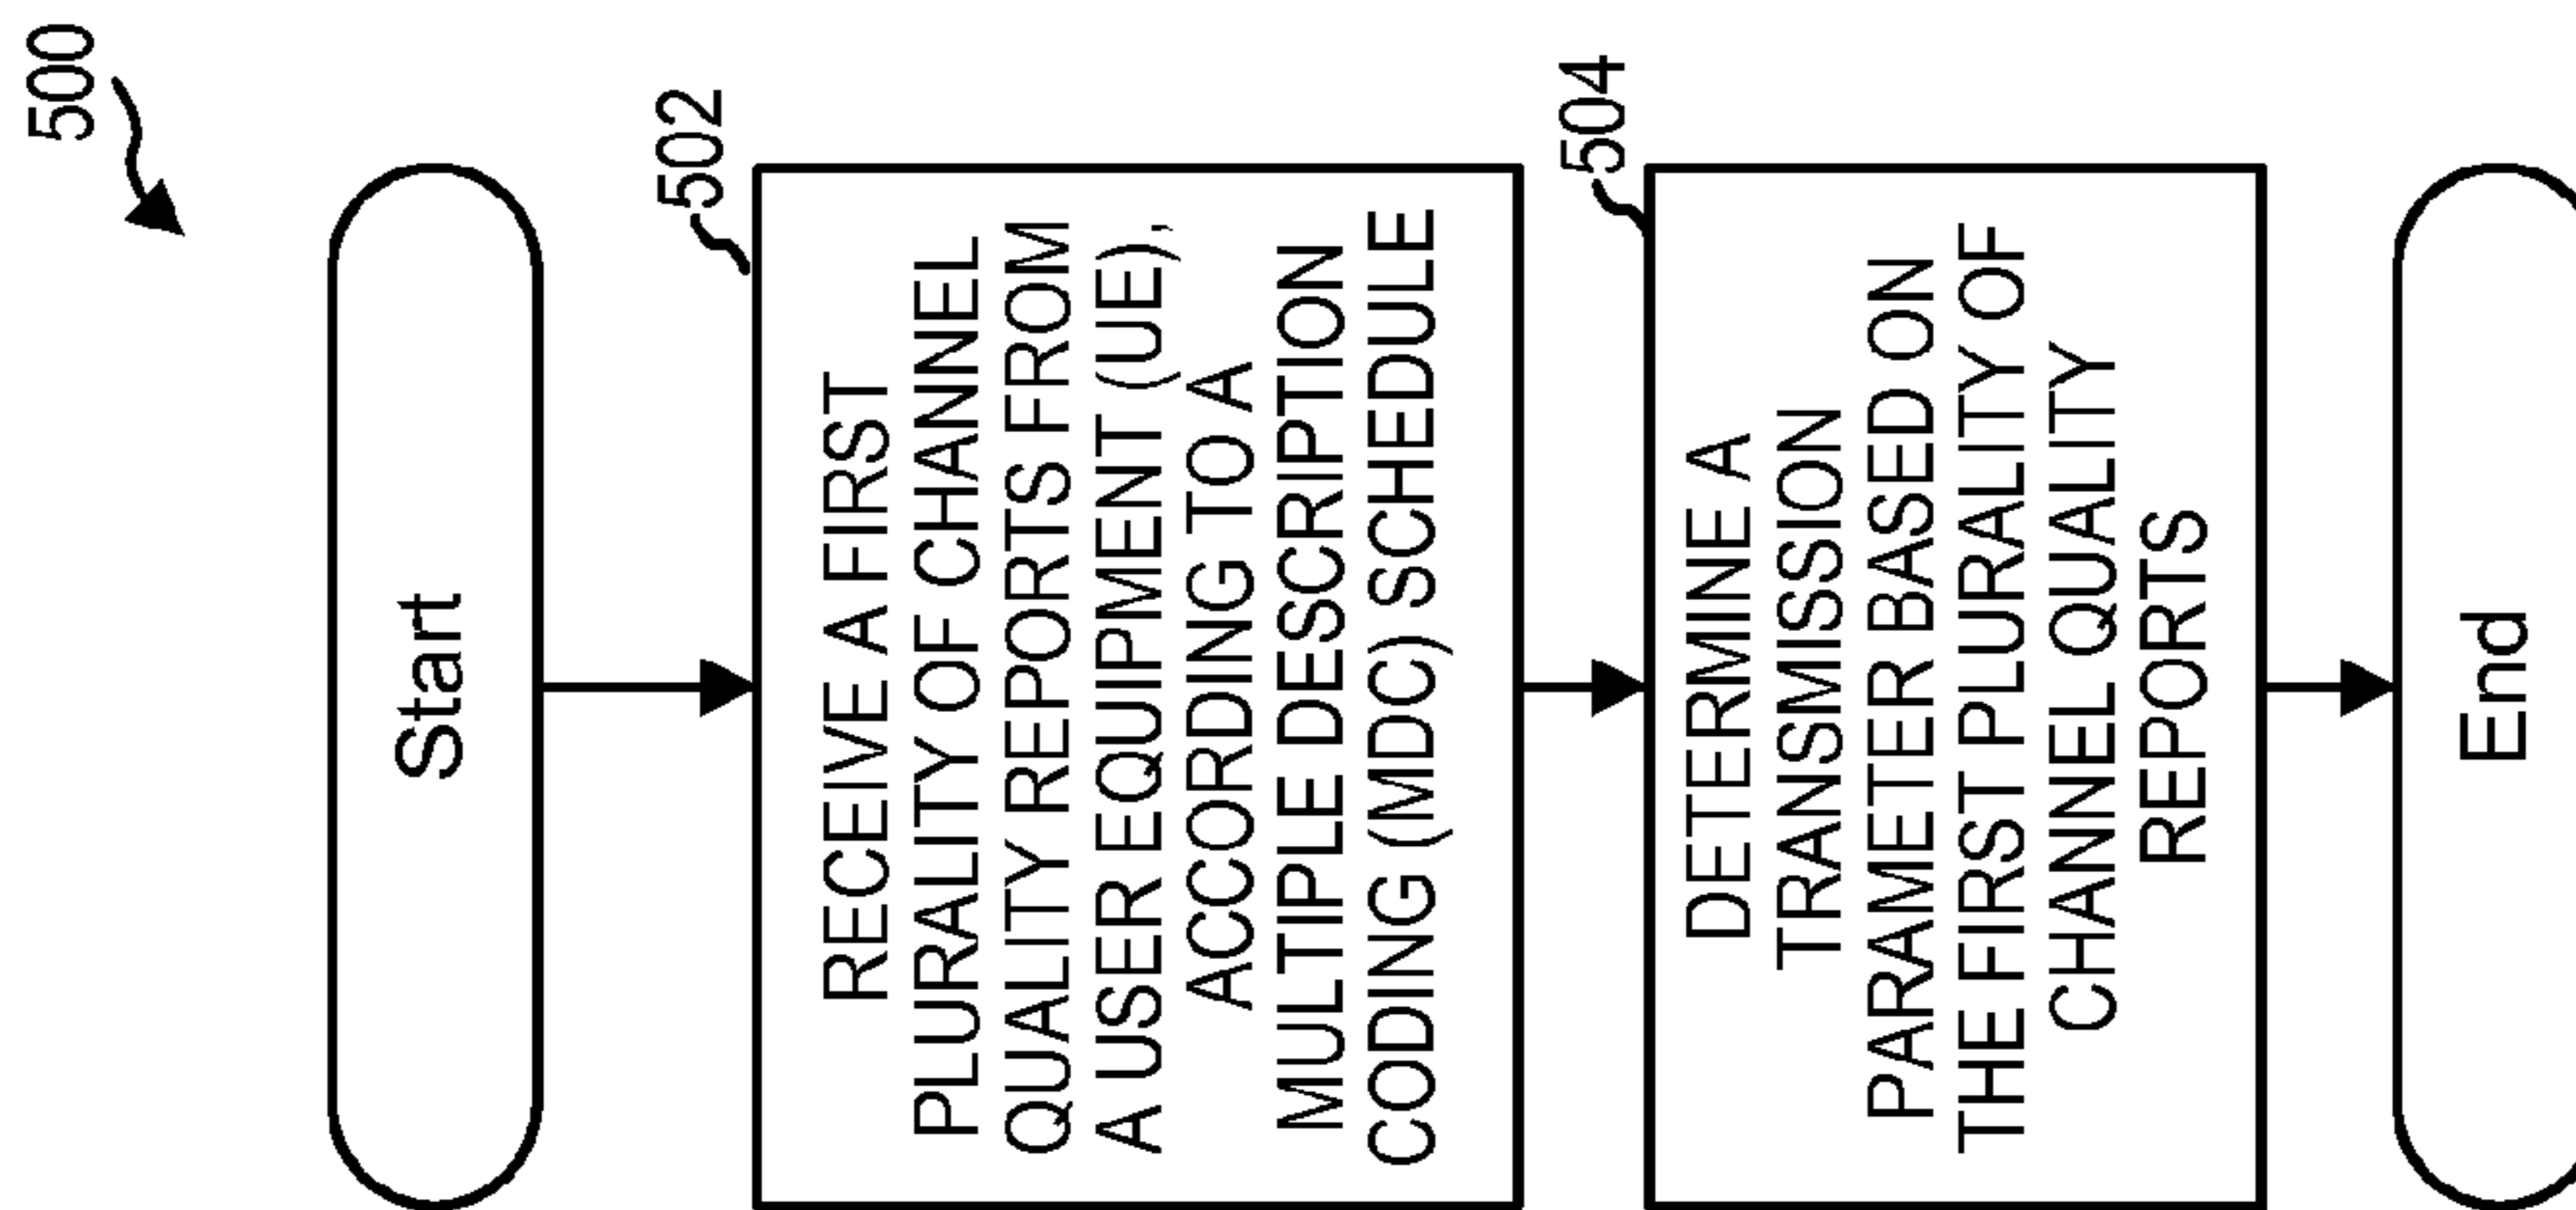 500
Start
502
RECEIVE A FIRST
PLURALITY OF CHANNEL
QUALITY REPORTS FROM
A USER EQUIPMENT (UE),
ACCORDING TO A
MULTIPLE DESCRIPTION
CODING (MDC) SCHEDULE
504
DETERMINE A
TRANSMISSION
PARAMETER BASED ON
THE FIRST PLURALITY OF
CHANNEL QUALITY
REPORTS
End